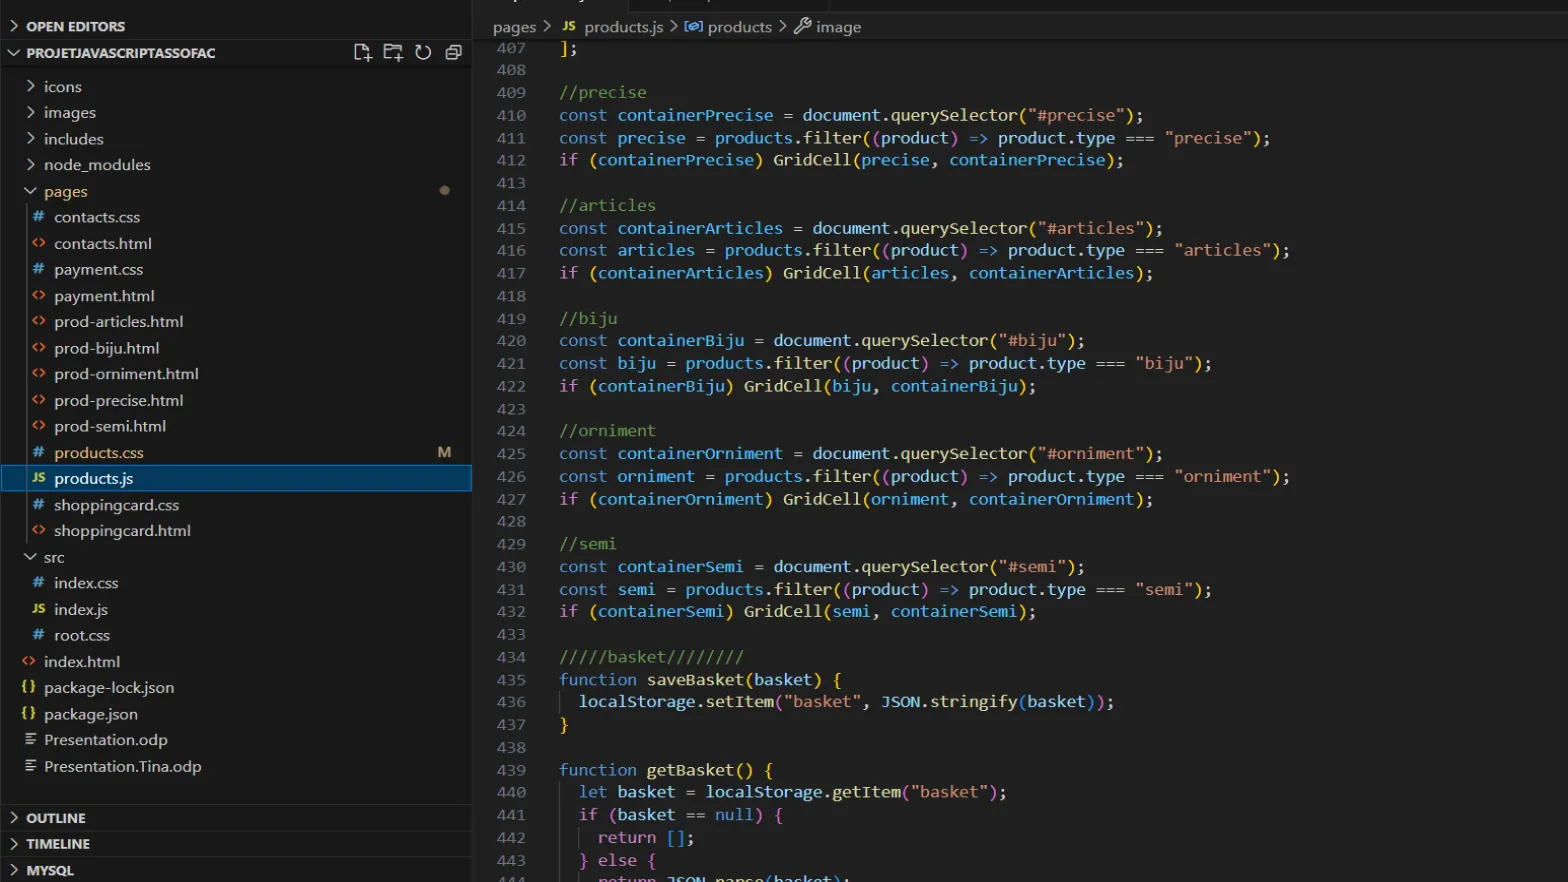 OPEN EDITORS
PROJETJAVASCRIPTASSOFAC
icons
images
includes
node_modules
pages
# contacts.css
<> contacts.html
# payment.css
<> payment.html
<> prod-articles.html
<> prod-biju.html
<> prod-orniment.html
<> prod-precise.html
<> prod-semi.html
# products.css M
JS products.js
# shoppingcard.css
<> shoppingcard.html
src
# index.css
JS index.js
# root.css
<> index.html
{} package-lock.json
{} package.json
Presentation.odp
Presentation.Tina.odp
OUTLINE
TIMELINE
MYSQL
pages > JS products.js > products > image
407 ];
408
409 //precise
410 const containerPrecise = document.querySelector("#precise");
411 const precise = products.filter((product) => product.type === "precise");
412 if (containerPrecise) GridCell(precise, containerPrecise);
413
414 //articles
415 const containerArticles = document.querySelector("#articles");
416 const articles = products.filter((product) => product.type === "articles");
417 if (containerArticles) GridCell(articles, containerArticles);
418
419 //biju
420 const containerBiju = document.querySelector("#biju");
421 const biju = products.filter((product) => product.type === "biju");
422 if (containerBiju) GridCell(biju, containerBiju);
423
424 //orniment
425 const containerOrniment = document.querySelector("#orniment");
426 const orniment = products.filter((product) => product.type === "orniment");
427 if (containerOrniment) GridCell(orniment, containerOrniment);
428
429 //semi
430 const containerSemi = document.querySelector("#semi");
431 const semi = products.filter((product) => product.type === "semi");
432 if (containerSemi) GridCell(semi, containerSemi);
433
434 /////basket////////
435 function saveBasket(basket) {
436 localStorage.setItem("basket", JSON.stringify(basket));
437 }
438
439 function getBasket() {
440 let basket = localStorage.getItem("basket");
441 if (basket == null) {
442 return [];
443 } else {
444 return JSON.parse(basket);